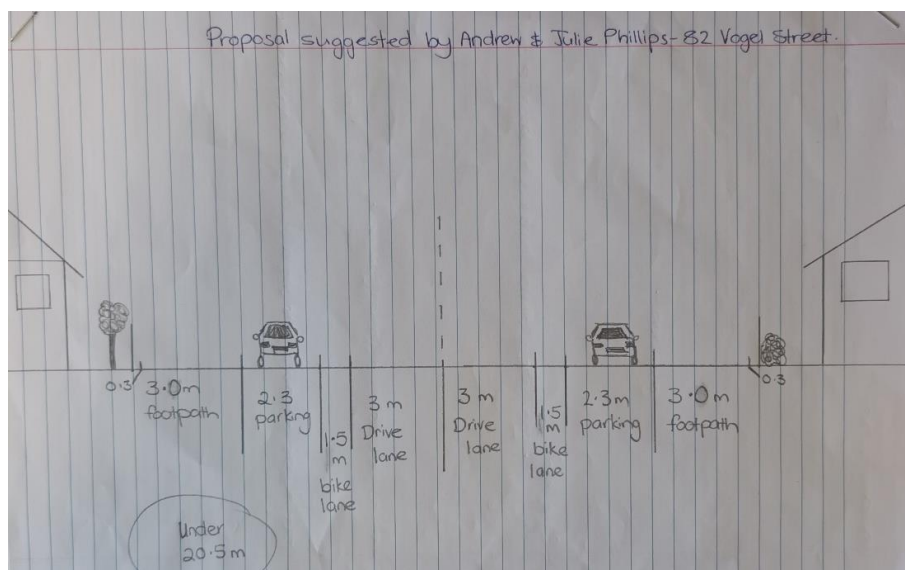 Proposal suggested by Andrew & Julie Phillips - 82 Vogel Street.
0.3
3.0m
footpath
2.3
parking
1.5
m
bike
lane
3 m
Drive
lane
3 m
Drive
lane
1.5
m
bike
lane
2.3m
parking
3.0m
footpath
0.3
Under
20.5m